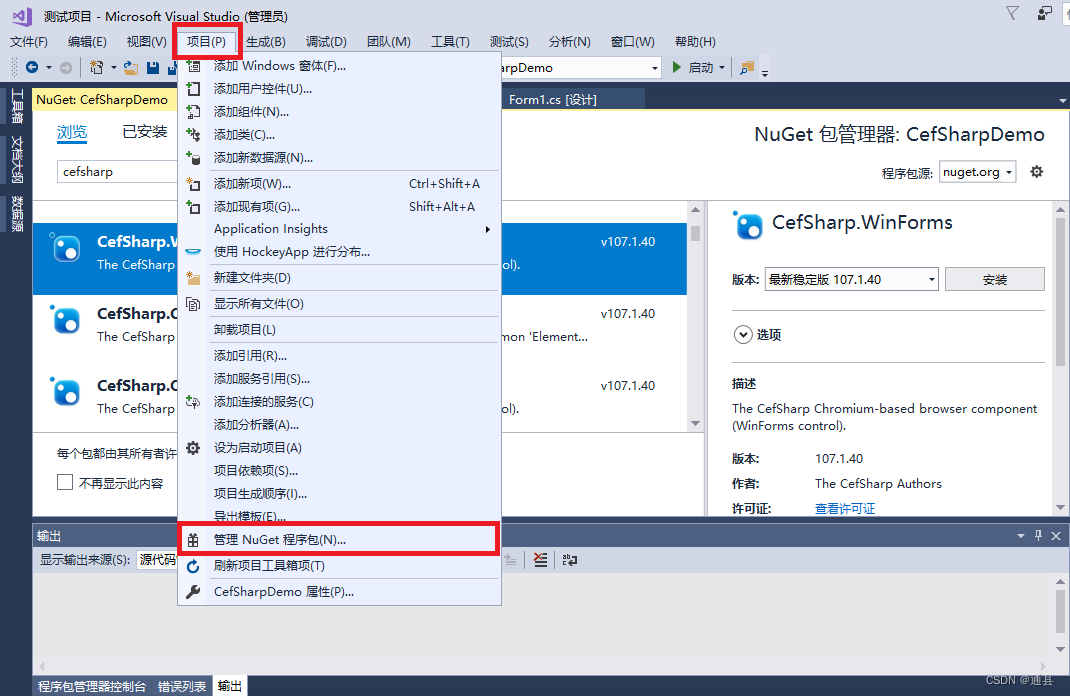 测试项目 - Microsoft Visual Studio (管理员)
文件(F) 编辑(E) 视图(V) 项目(P) 生成(B) 调试(D) 团队(M) 工具(T) 测试(S) 分析(N) 窗口(W) 帮助(H)
arpDemo 启动
工具箱
文档大纲
数据源
NuGet: CefSharpDemo
Form1.cs [设计]
浏览 已安装
cefsharp
NuGet 包管理器: CefSharpDemo
程序包源: nuget.org
添加 Windows 窗体(F)...
添加用户控件(U)...
添加组件(N)...
添加类(C)...
添加新数据源(N)...
添加新项(W)... Ctrl+Shift+A
添加现有项(G)... Shift+Alt+A
Application Insights
使用 HockeyApp 进行分布...
新建文件夹(D)
显示所有文件(O)
卸载项目(L)
添加引用(R)...
添加服务引用(S)...
添加连接的服务(C)
添加分析器(A)...
设为启动项目(A)
项目依赖项(S)...
项目生成顺序(I)...
导出模板(E)...
管理 NuGet 程序包(N)...
刷新项目工具箱项(T)
CefSharpDemo 属性(P)...
CefSharp.W v107.1.40
The CefSharp ol).
CefSharp.C v107.1.40
The CefSharp mon 'Element...
CefSharp.C v107.1.40
The CefSharp ol).
每个包都由其所有者许
不再显示此内容
CefSharp.WinForms
版本: 最新稳定版 107.1.40 安装
选项
描述
The CefSharp Chromium-based browser component
(WinForms control).
版本: 107.1.40
作者: The CefSharp Authors
许可证: 查看许可证
输出
显示输出来源(S): 源代码
程序包管理器控制台 错误列表 输出
CSDN @通县